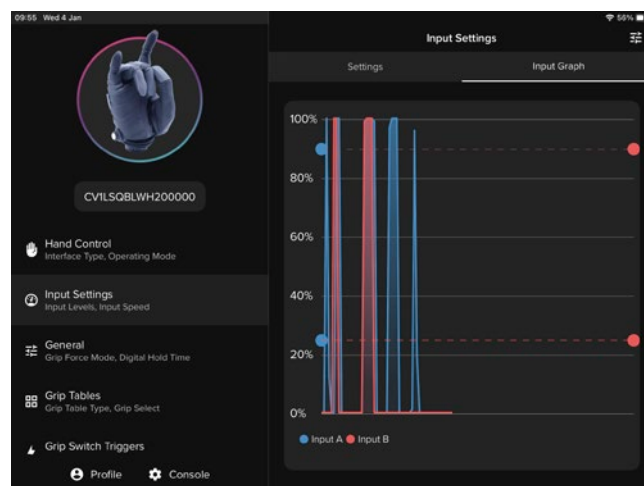 09:55 Wed 4 Jan
56%
CV1LSQBLWH200000
Hand Control
Interface Type, Operating Mode
Input Settings
Input Levels, Input Speed
General
Grip Force Mode, Digital Hold Time
Grip Tables
Grip Table Type, Grip Select
Grip Switch Triggers
Profile
Console
Input Settings
Settings
Input Graph
100%
80%
60%
40%
20%
0%
Input A
Input B